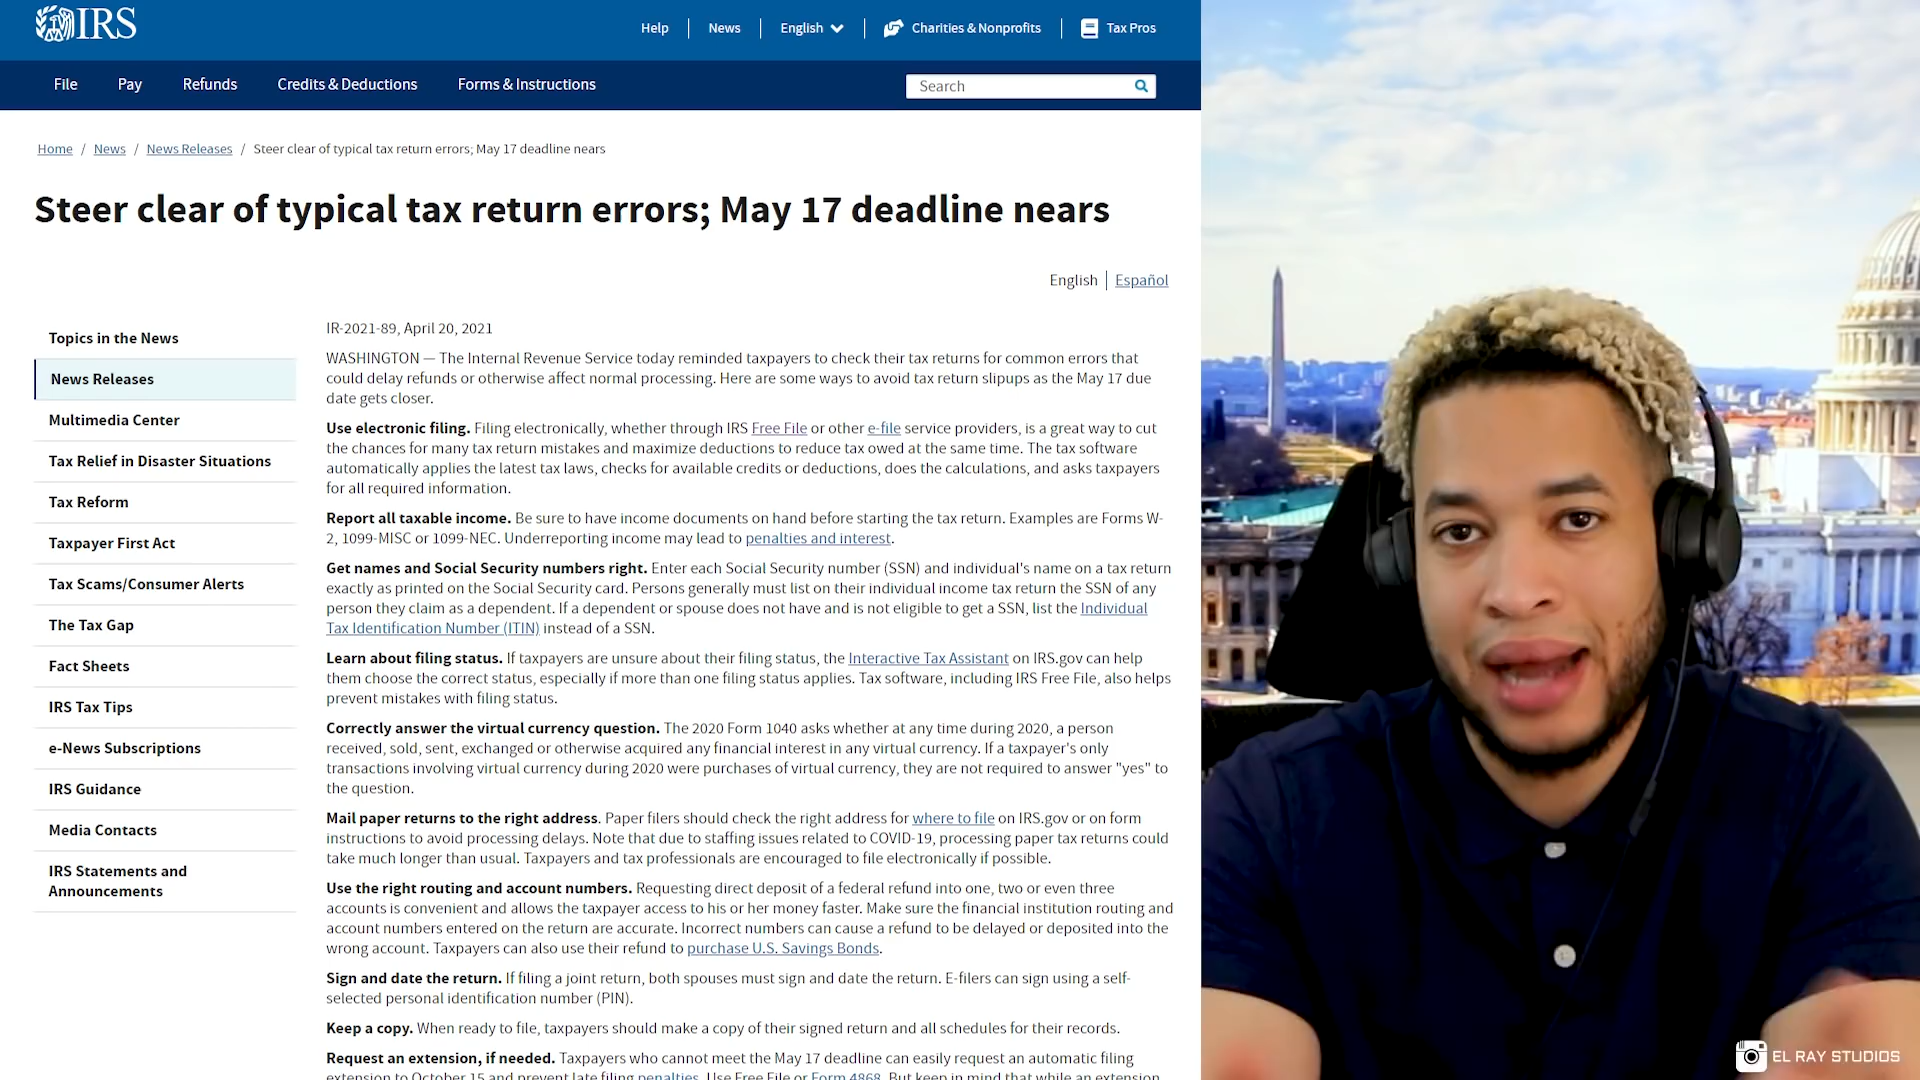 IRS
Help
News
English
Charities & Nonprofits
Tax Pros
File
Pay
Refunds
Credits & Deductions
Forms & Instructions
Search
Home / News / News Releases / Steer clear of typical tax return errors; May 17 deadline nears
Steer clear of typical tax return errors; May 17 deadline nears
English | Español
Topics in the News
News Releases
Multimedia Center
Tax Relief in Disaster Situations
Tax Reform
Taxpayer First Act
Tax Scams/Consumer Alerts
The Tax Gap
Fact Sheets
IRS Tax Tips
e-News Subscriptions
IRS Guidance
Media Contacts
IRS Statements and
Announcements
IR-2021-89, April 20, 2021
WASHINGTON — The Internal Revenue Service today reminded taxpayers to check their tax returns for common errors that
could delay refunds or otherwise affect normal processing. Here are some ways to avoid tax return slipups as the May 17 due
date gets closer.
Use electronic filing. Filing electronically, whether through IRS Free File or other e-file service providers, is a great way to cut
the chances for many tax return mistakes and maximize deductions to reduce tax owed at the same time. The tax software
automatically applies the latest tax laws, checks for available credits or deductions, does the calculations, and asks taxpayers
for all required information.
Report all taxable income. Be sure to have income documents on hand before starting the tax return. Examples are Forms W-
2, 1099-MISC or 1099-NEC. Underreporting income may lead to penalties and interest.
Get names and Social Security numbers right. Enter each Social Security number (SSN) and individual's name on a tax return
exactly as printed on the Social Security card. Persons generally must list on their individual income tax return the SSN of any
person they claim as a dependent. If a dependent or spouse does not have and is not eligible to get a SSN, list the Individual
Tax Identification Number (ITIN) instead of a SSN.
Learn about filing status. If taxpayers are unsure about their filing status, the Interactive Tax Assistant on IRS.gov can help
them choose the correct status, especially if more than one filing status applies. Tax software, including IRS Free File, also helps
prevent mistakes with filing status.
Correctly answer the virtual currency question. The 2020 Form 1040 asks whether at any time during 2020, a person
received, sold, sent, exchanged or otherwise acquired any financial interest in any virtual currency. If a taxpayer's only
transactions involving virtual currency during 2020 were purchases of virtual currency, they are not required to answer "yes" to
the question.
Mail paper returns to the right address. Paper filers should check the right address for where to file on IRS.gov or on form
instructions to avoid processing delays. Note that due to staffing issues related to COVID-19, processing paper tax returns could
take much longer than usual. Taxpayers and tax professionals are encouraged to file electronically if possible.
Use the right routing and account numbers. Requesting direct deposit of a federal refund into one, two or even three
accounts is convenient and allows the taxpayer access to his or her money faster. Make sure the financial institution routing and
account numbers entered on the return are accurate. Incorrect numbers can cause a refund to be delayed or deposited into the
wrong account. Taxpayers can also use their refund to purchase U.S. Savings Bonds.
Sign and date the return. If filing a joint return, both spouses must sign and date the return. E-filers can sign using a self-
selected personal identification number (PIN).
Keep a copy. When ready to file, taxpayers should make a copy of their signed return and all schedules for their records.
Request an extension, if needed. Taxpayers who cannot meet the May 17 deadline can easily request an automatic filing
extension to October 15 and prevent late filing penalties. Use Free File or Form 4868. But keep in mind that while an extension
EL RAY STUDIOS